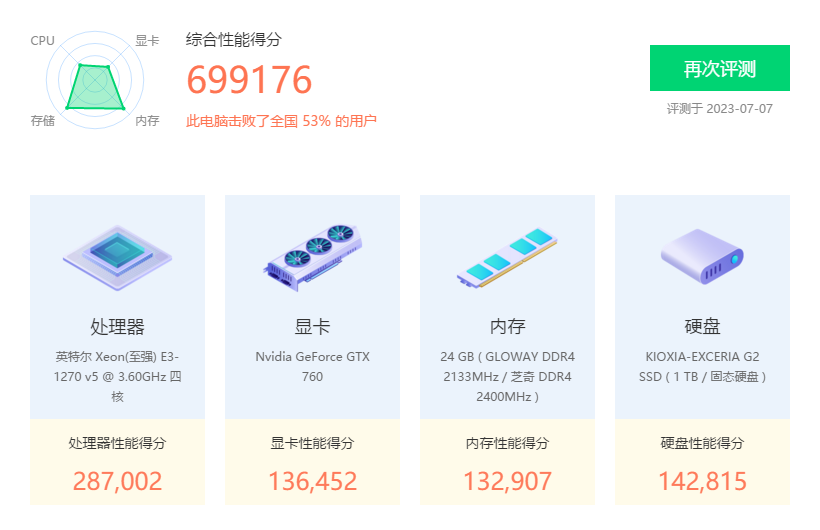 CPU
显卡
存储
内存
综合性能得分
699176
此电脑击败了全国 53% 的用户
再次评测
评测于 2023-07-07
处理器
英特尔 Xeon(至强) E3-
1270 v5 @ 3.60GHz 四
核
处理器性能得分
287,002
显卡
Nvidia GeForce GTX
760
显卡性能得分
136,452
内存
24 GB ( GLOWAY DDR4
2133MHz / 芝奇 DDR4
2400MHz )
内存性能得分
132,907
硬盘
KIOXIA-EXCERIA G2
SSD ( 1 TB / 固态硬盘 )
硬盘性能得分
142,815